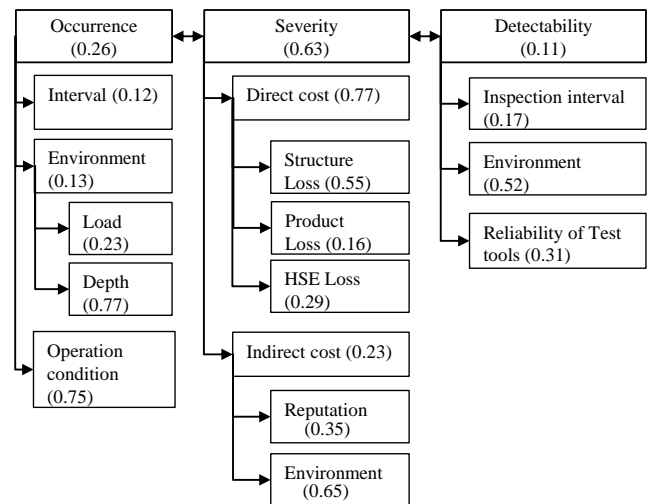 Occurrence
(0.26)
Interval (0.12)
Environment
(0.13)
Load
(0.23)
Depth
(0.77)
Operation
condition
(0.75)
Severity
(0.63)
Direct cost (0.77)
Structure
Loss (0.55)
Product
Loss (0.16)
HSE Loss
(0.29)
Indirect cost (0.23)
Reputation
(0.35)
Environment
(0.65)
Detectability
(0.11)
Inspection interval
(0.17)
Environment
(0.52)
Reliability of Test
tools (0.31)